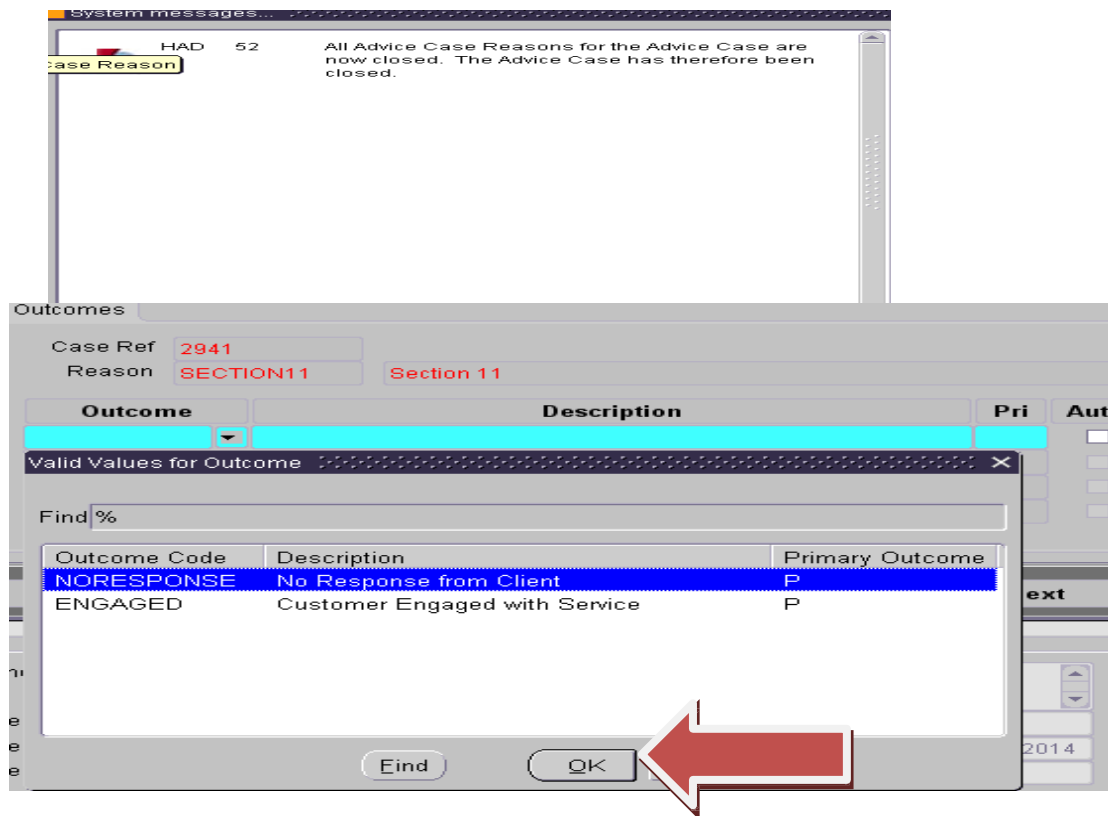 System messages...
HAD 52 All Advice Case Reasons for the Advice Case are
now closed. The Advice Case has therefore been
closed.
Case Reason
Outcomes
Case Ref 2941
Reason SECTION11 Section 11
Outcome Description Pri Aut
Valid Values for Outcome
Find %
Outcome Code Description Primary Outcome
NORESPONSE No Response from Client P
ENGAGED Customer Engaged with Service P
ext
2014
Find OK